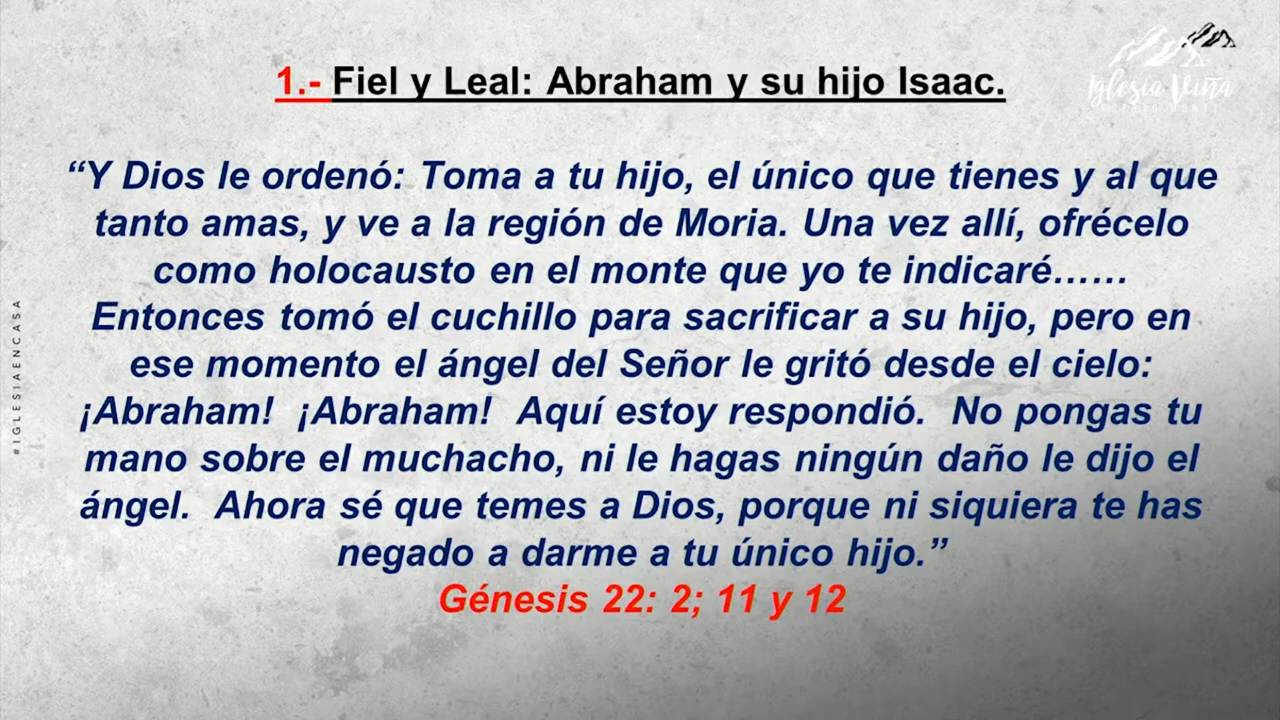 1.- Fiel y Leal: Abraham y su hijo Isaac.
Iglesia Viña
“Y Dios le ordenó: Toma a tu hijo, el único que tienes y al que
tanto amas, y ve a la región de Moria. Una vez allí, ofrécelo
como holocausto en el monte que yo te indicaré……
Entonces tomó el cuchillo para sacrificar a su hijo, pero en
ese momento el ángel del Señor le gritó desde el cielo:
¡Abraham!  ¡Abraham!  Aquí estoy respondió.  No pongas tu
mano sobre el muchacho, ni le hagas ningún daño le dijo el
ángel.  Ahora sé que temes a Dios, porque ni siquiera te has
negado a darme a tu único hijo.”
Génesis 22: 2; 11 y 12
#IGLESIAENCASA